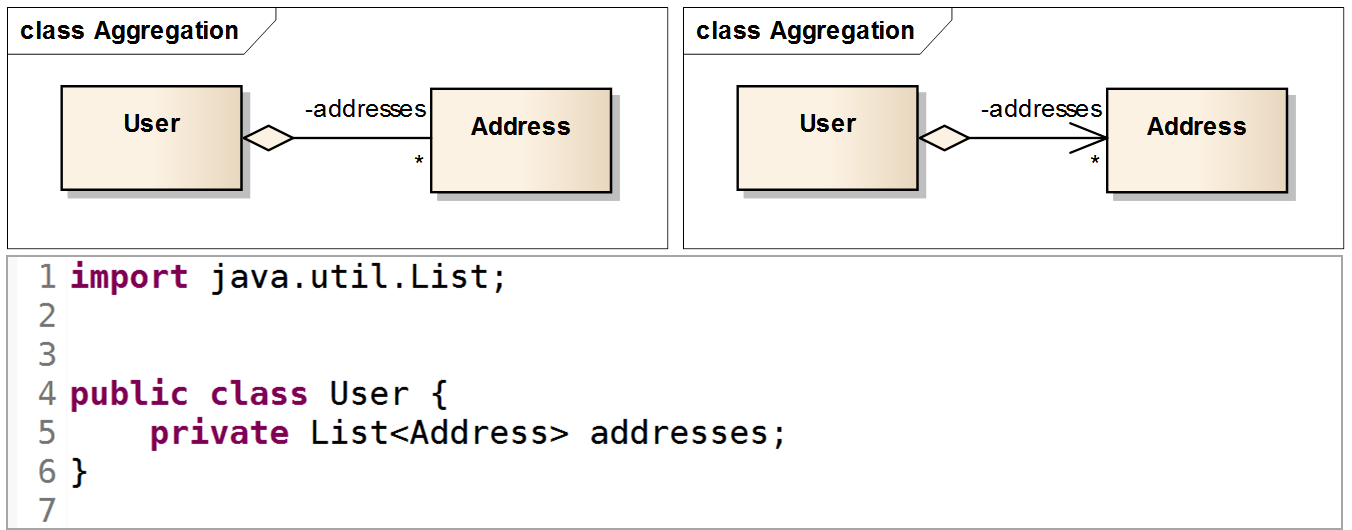 class Aggregation
User
-addresses
*
Address
class Aggregation
User
-addresses
*
Address
1 import java.util.List;
2
3
4 public class User {
5     private List<Address> addresses;
6 }
7